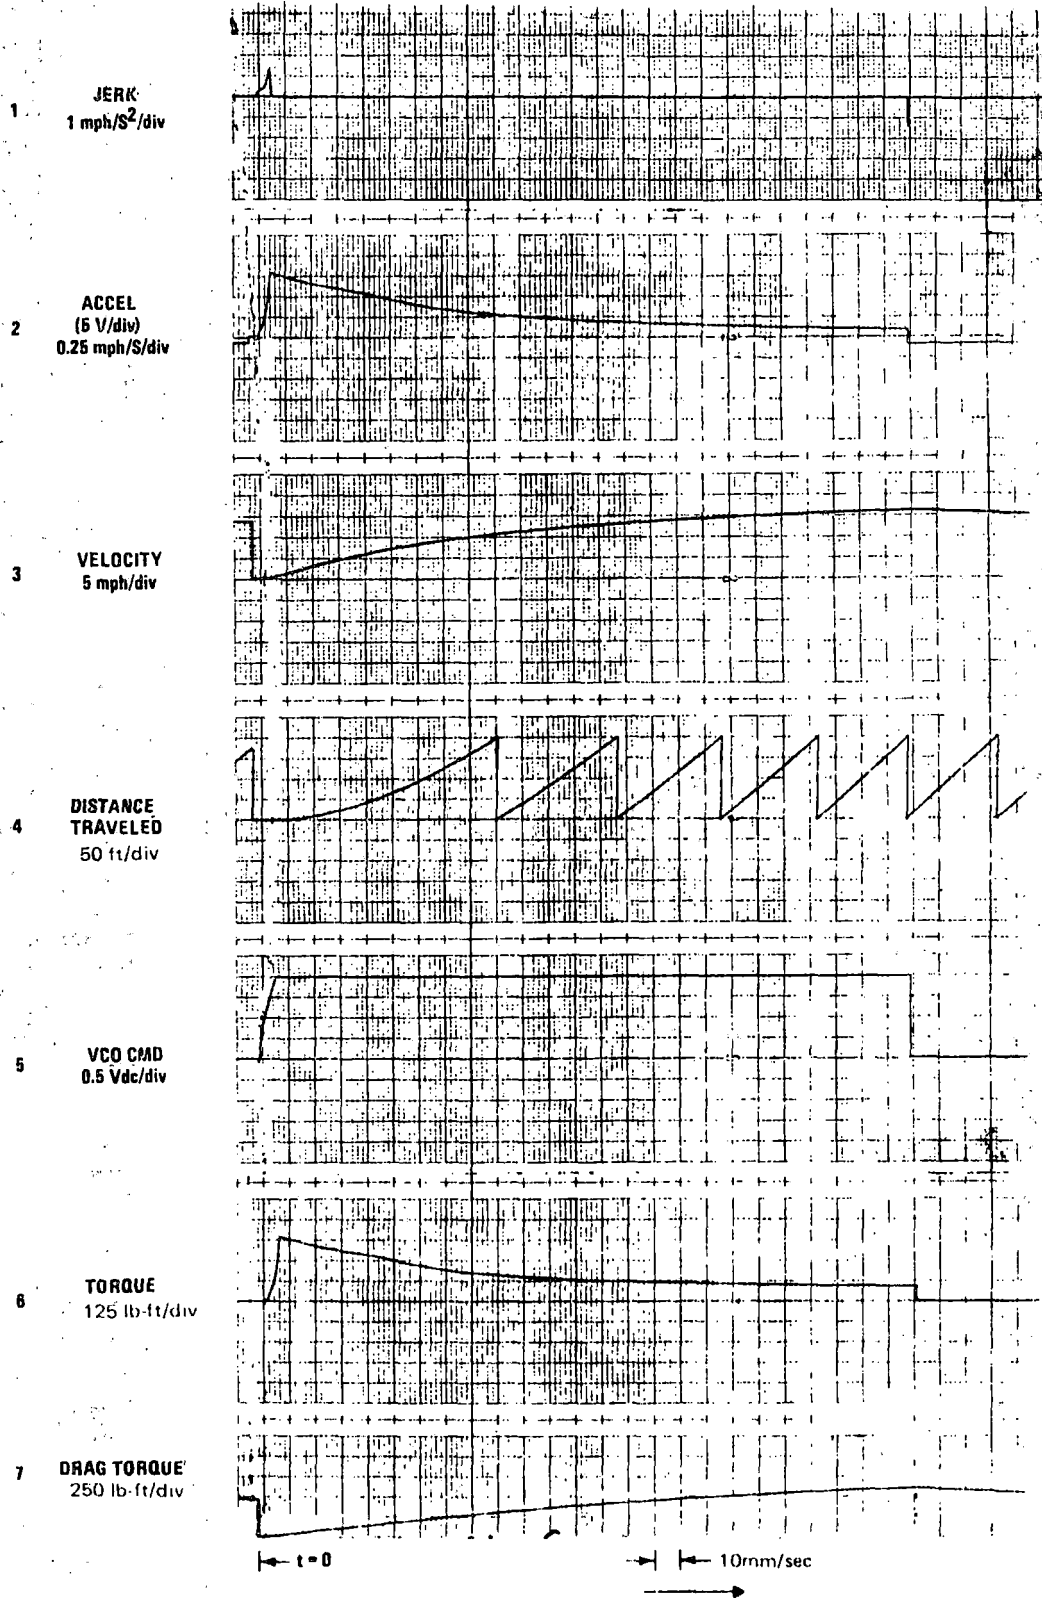 1 JERK
1 mph/S²/div
2 ACCEL
(5 V/div)
0.25 mph/S/div
3 VELOCITY
5 mph/div
4 DISTANCE
TRAVELED
50 ft/div
5 VCO CMD
0.5 Vdc/div
6 TORQUE
125 lb-ft/div
7 DRAG TORQUE
250 lb-ft/div
t = 0
10mm/sec